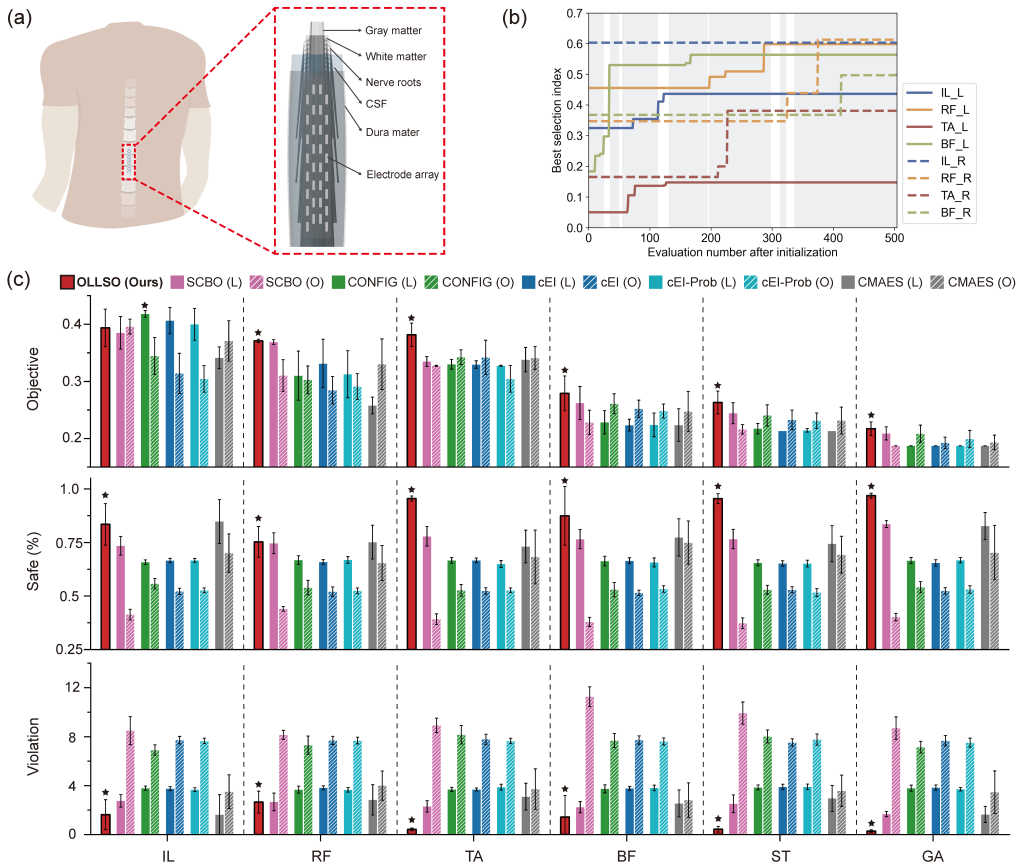 (a)
Gray matter
White matter
Nerve roots
CSF
Dura mater
Electrode array
(b)
Best selection index
0.7
0.6
0.5
0.4
0.3
0.2
0.1
0.0
0
100
200
300
400
500
Evaluation number after initialization
IL_L
RF_L
TA_L
BF_L
IL_R
RF_R
TA_R
BF_R
(c)
OLLSO (Ours) SCBO (L) SCBO (O) CONFIG (L) CONFIG (O) cEI (L) cEI (O) cEI-Prob (L) cEI-Prob (O) CMAES (L) CMAES (O)
Objective
0.4
0.3
0.2
Safe (%)
1.0
0.75
0.5
0.25
Violation
12
8
4
0
IL RF TA BF ST GA